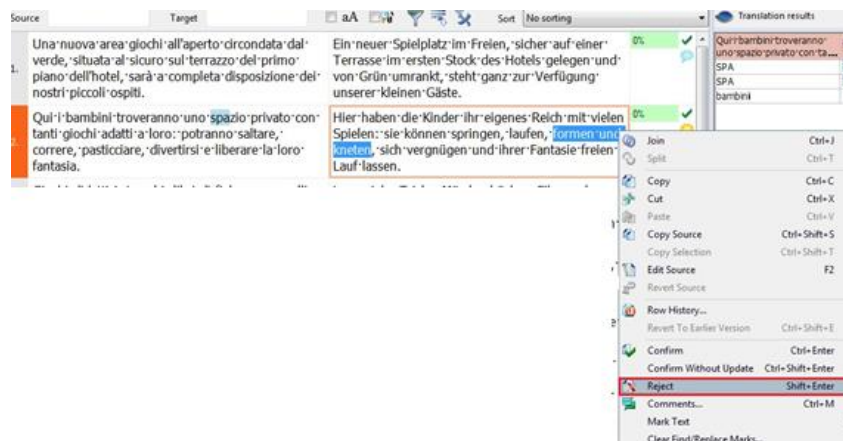 Source Target aA Sort No sorting Translation results
1. Una nuova area giochi all'aperto circondata dal
verde, situata al sicuro sul terrazzo del primo
piano dell'hotel, sarà a completa disposizione dei
nostri piccoli ospiti.
Ein neuer Spielplatz im Freien, sicher auf einer
Terrasse im ersten Stock des Hotels gelegen und
von Grün umrankt, steht ganz zur Verfügung
unserer kleinen Gäste.
0%
2. Qui i bambini troveranno uno spazio privato con
tanti giochi adatti a loro: potranno saltare,
correre, pasticciare, divertirsi e liberare la loro
fantasia.
Hier haben die Kinder ihr eigenes Reich mit vielen
Spielen: sie können springen, laufen, formen und
kneten, sich vergnügen und ihrer Fantasie freien
Lauf lassen.
0%
Qui i bambini troveranno
uno spazio privato con ta...
SPA
SPA
bambini
Join Ctrl+J
Split Ctrl+T
Copy Ctrl+C
Cut Ctrl+X
Paste Ctrl+V
Copy Source Ctrl+Shift+S
Copy Selection Ctrl+Shift+T
Edit Source F2
Revert Source
Row History...
Revert To Earlier Version Ctrl+Shift+E
Confirm Ctrl+Enter
Confirm Without Update Ctrl+Shift+Enter
Reject Shift+Enter
Comments... Ctrl+M
Mark Text
Clear Find/Replace Marks...